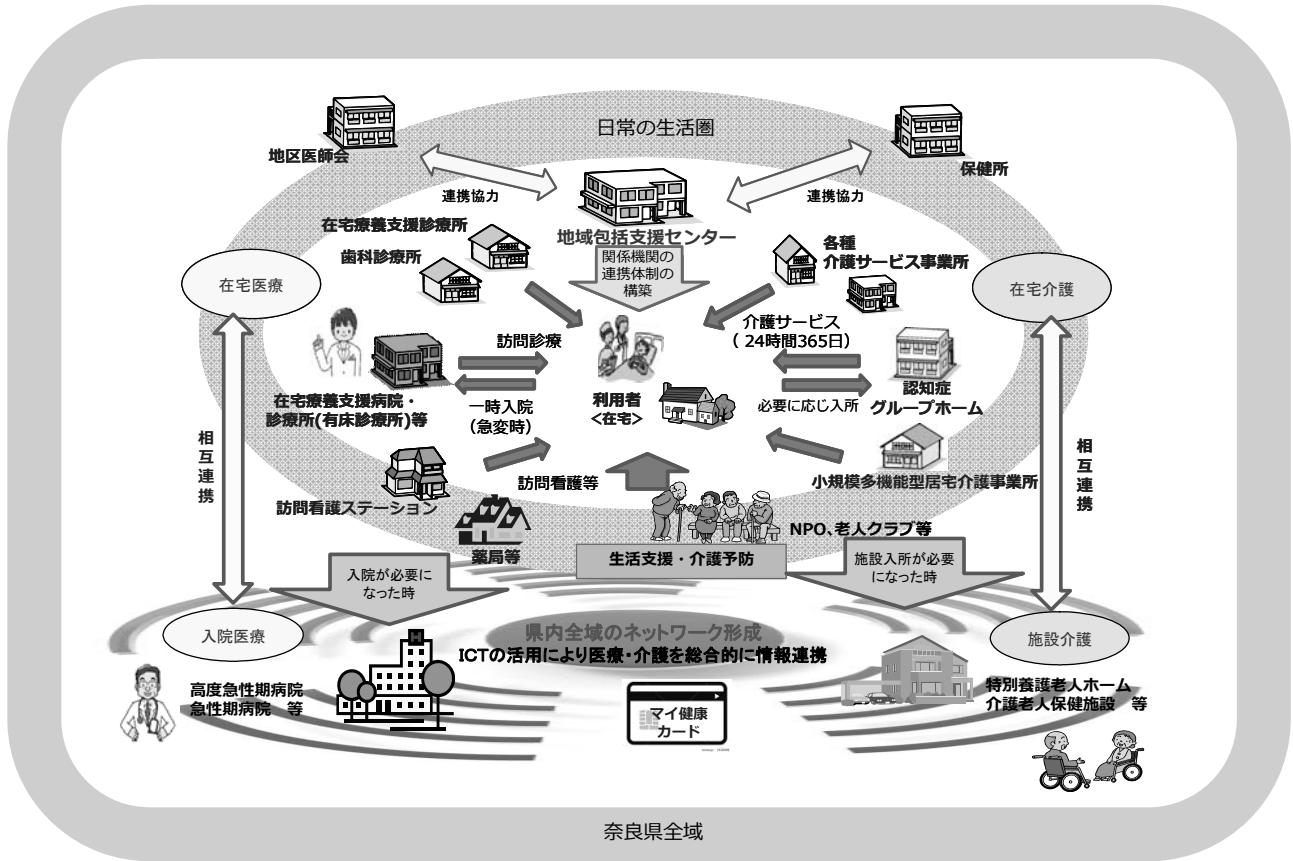 日常の生活圏
地区医師会
保健所
連携協力
連携協力
在宅療養支援診療所
歯科診療所
地域包括支援センター
関係機関の
連携体制の
構築
各種
介護サービス事業所
在宅医療
在宅介護
訪問診療
介護サービス
（24時間365日）
在宅療養支援病院・
診療所(有床診療所)等
一時入院
（急変時）
利用者
<在宅>
必要に応じ入所
認知症
グループホーム
相互連携
相互連携
訪問看護等
小規模多機能型居宅介護事業所
訪問看護ステーション
薬局等
NPO、老人クラブ等
生活支援・介護予防
入院が必要に
なった時
施設入所が必要
になった時
入院医療
施設介護
県内全域のネットワーク形成
ICTの活用により医療・介護を総合的に情報連携
H
高度急性期病院
急性期病院　等
マイ健康
カード
特別養護老人ホーム
介護老人保健施設　等
奈良県全域